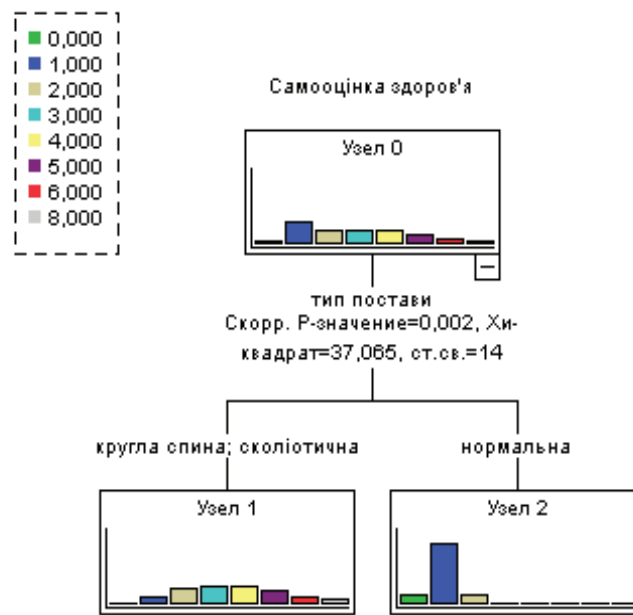 0,000
1,000
2,000
3,000
4,000
5,000
6,000
8,000
Самооцінка здоров'я
Узел 0
тип постави
Скорр. Р-значение=0,002, Хи-
квадрат=37,065, ст.св.=14
кругла спина; сколіотична
нормальна
Узел 1
Узел 2